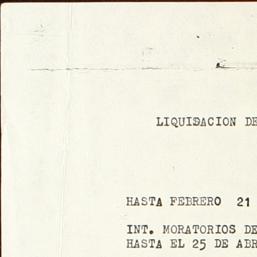 LIQUIDACION DE
HASTA FEBRERO 21
INT. MORATORIOS DE
HASTA EL 25 DE ABR